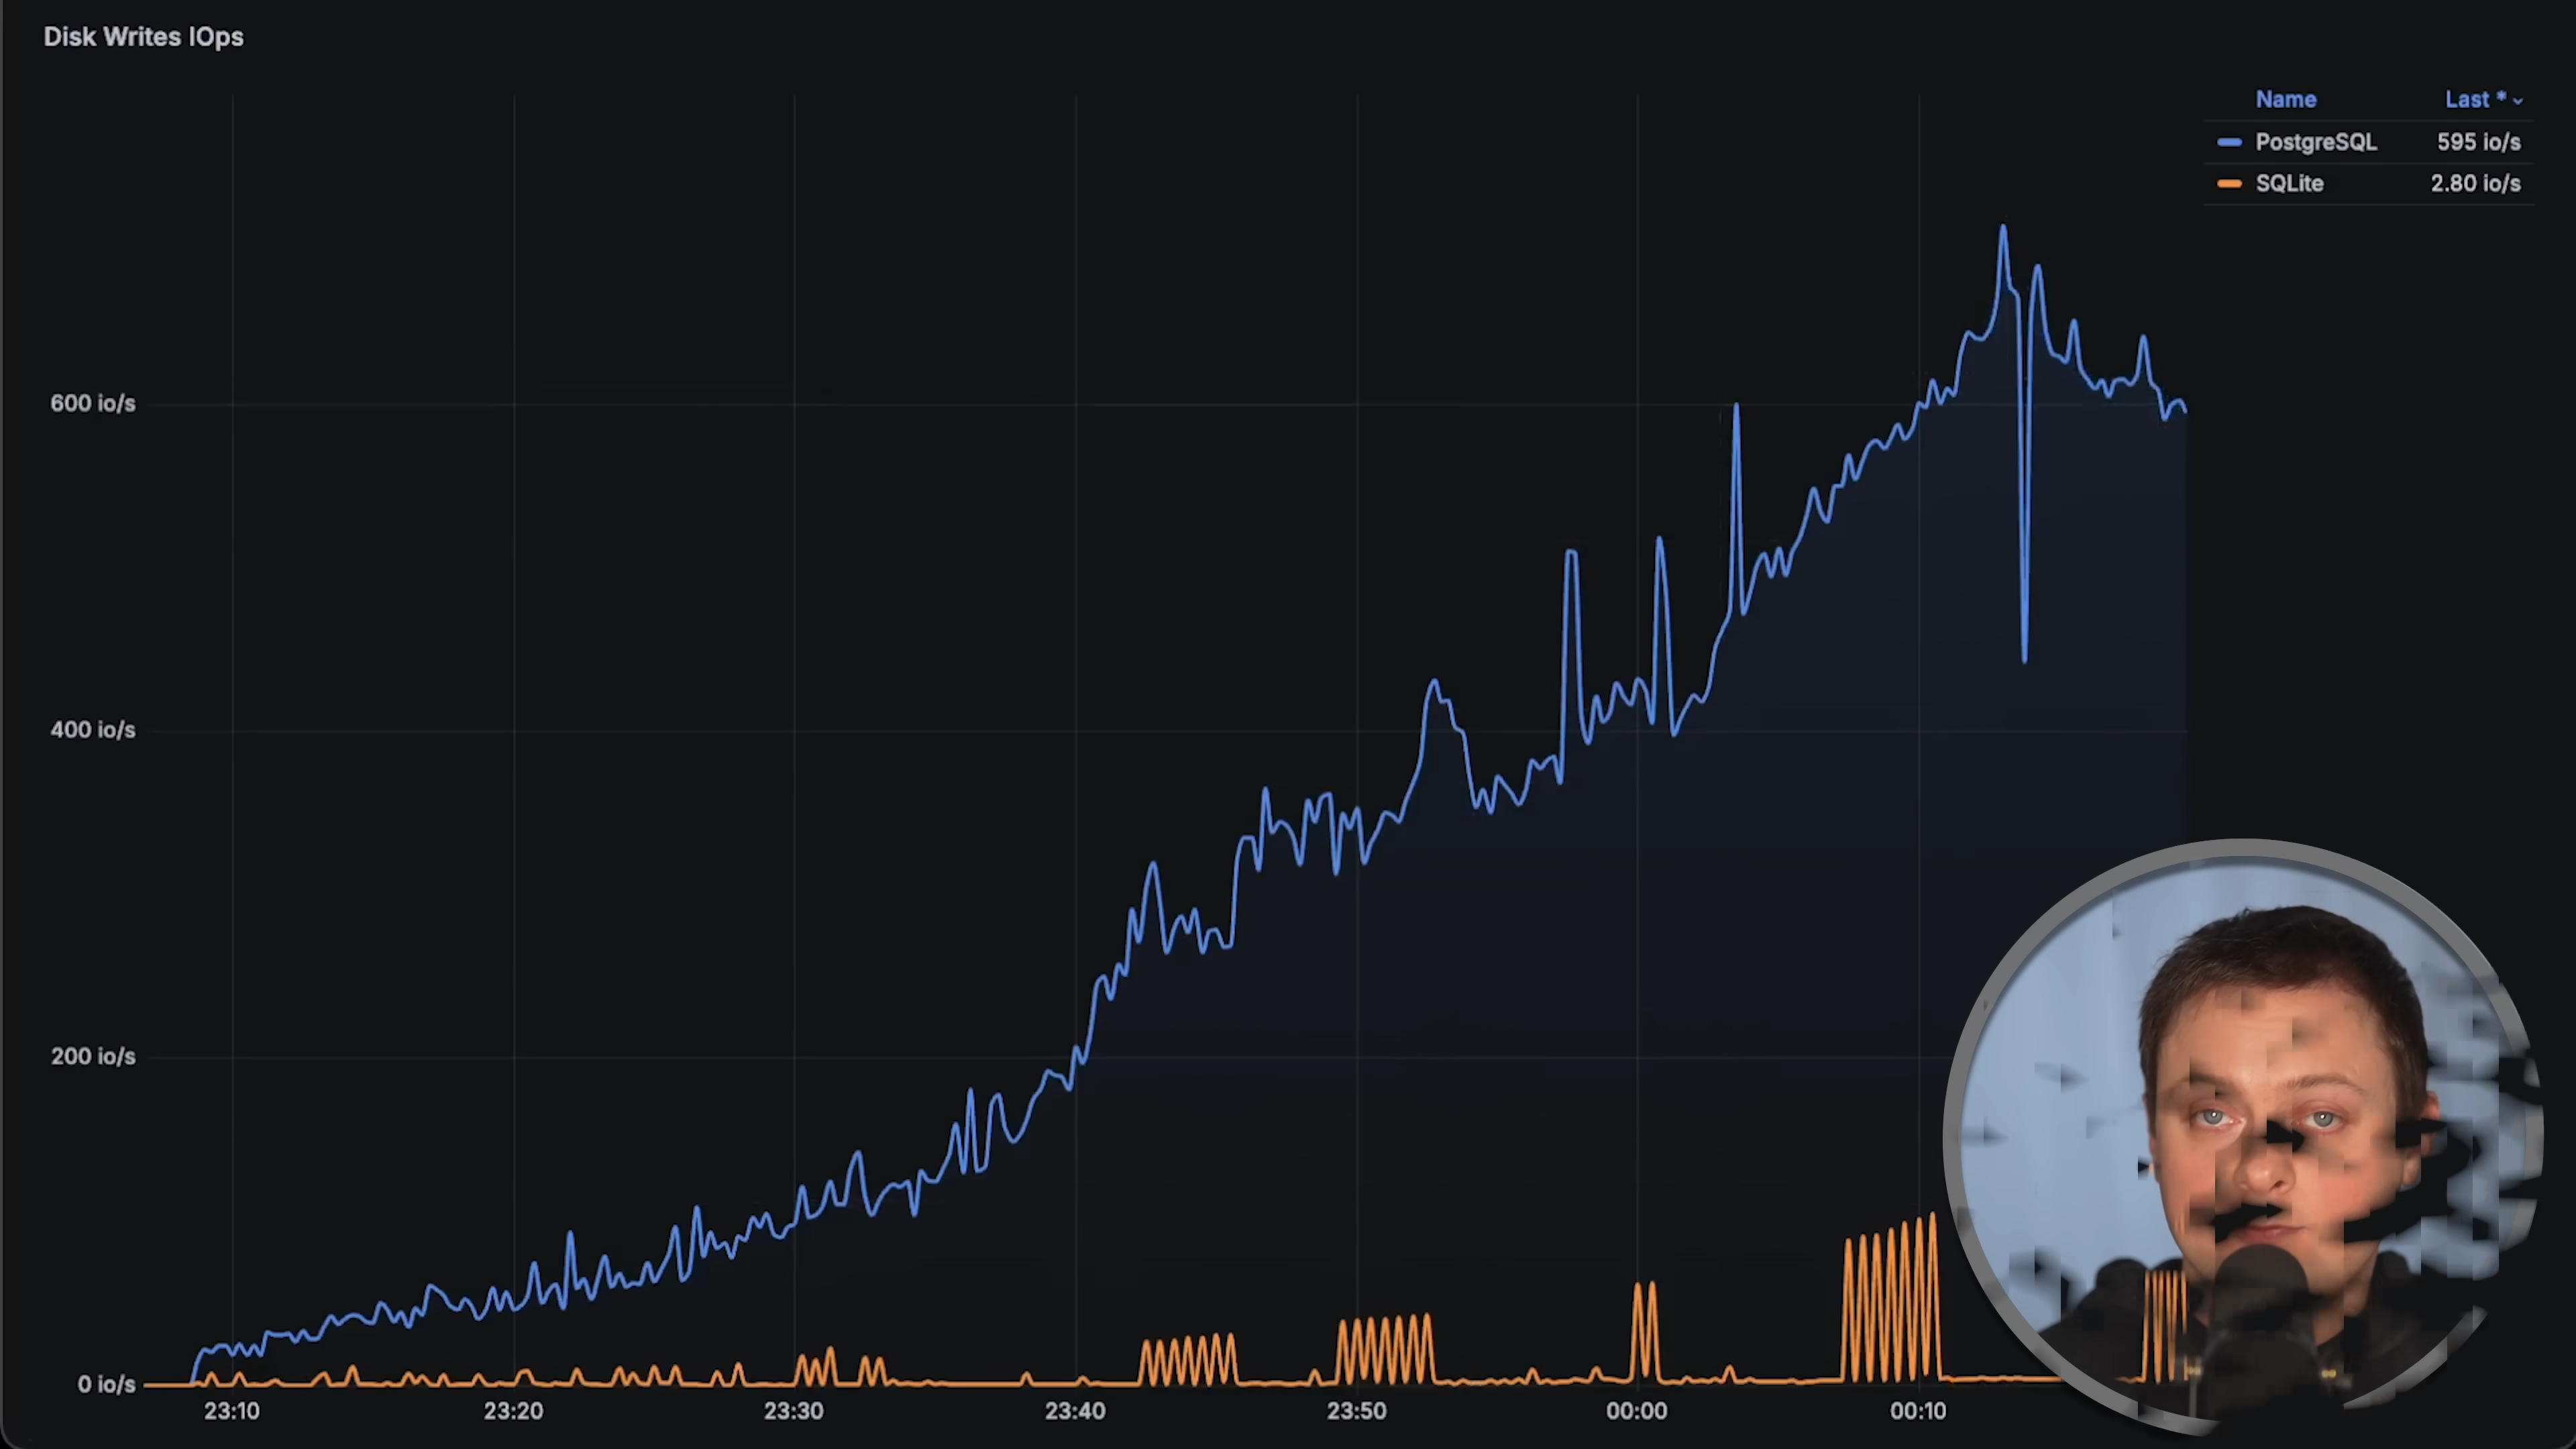 Disk Writes IOps
Name Last *
PostgreSQL 595 io/s
SQLite 2.80 io/s
600 io/s
400 io/s
200 io/s
0 io/s
23:10 23:20 23:30 23:40 23:50 00:00 00:10